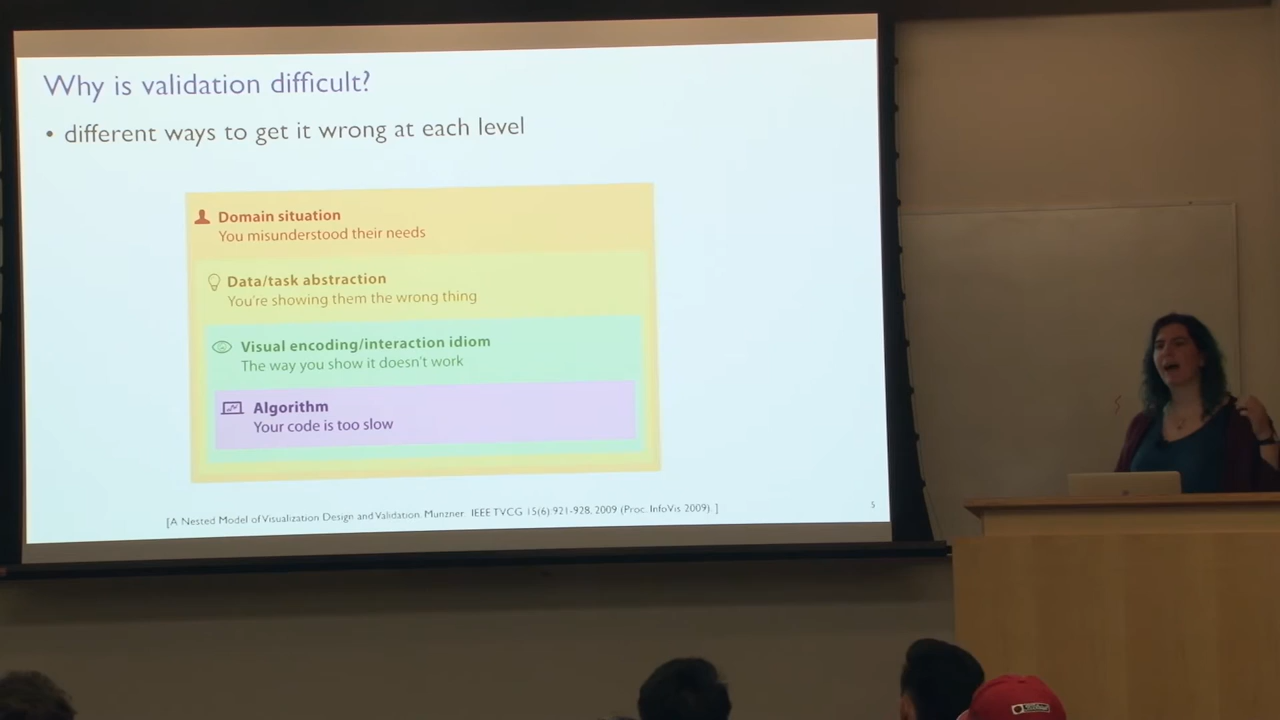 Why is validation difficult?
• different ways to get it wrong at each level
Domain situation
You misunderstood their needs
Data/task abstraction
You're showing them the wrong thing
Visual encoding/interaction idiom
The way you show it doesn't work
Algorithm
Your code is too slow
[A Nested Model of Visualization Design and Validation. Munzner. IEEE TVCG 15(6):921-928, 2009 (Proc. InfoVis 2009). ]
5